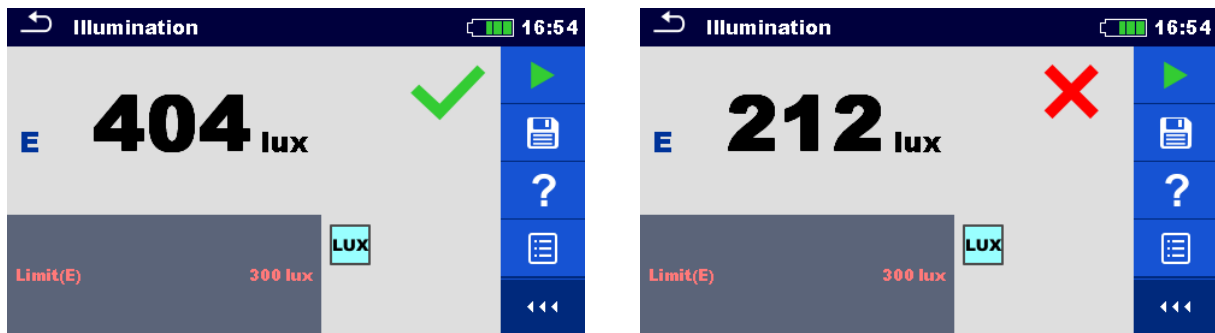 Illumination 16:54
E 404 lux
?
LUX
Limit(E) 300 lux
Illumination 16:54
E 212 lux
?
LUX
Limit(E) 300 lux